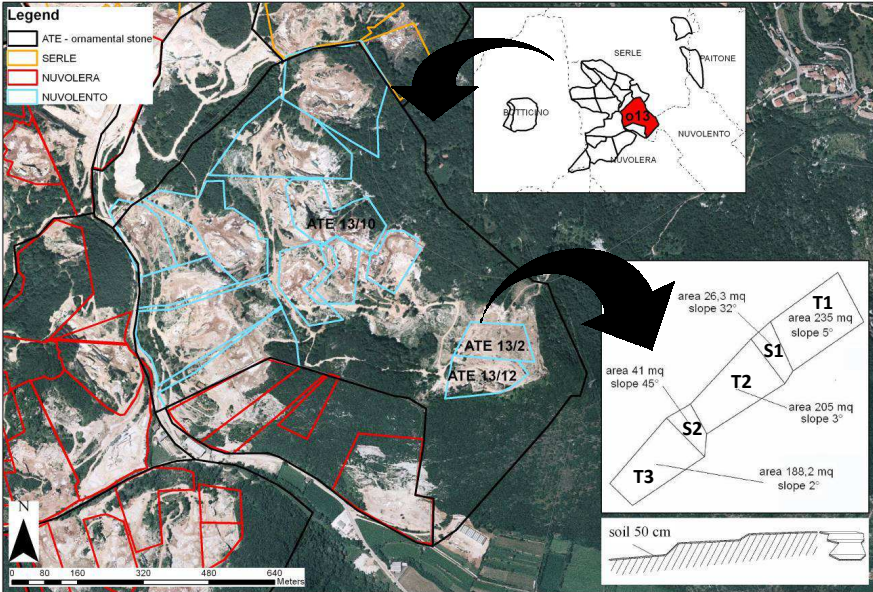 Legend
ATE - ornamental stone
SERLE
NUVOLERA
NUVOLENTO
SERLE
PAITONE
BOTTICINO
o13
NUVOLENTO
NUVOLERA
ATE 13/10
ATE 13/2
ATE 13/12
T1
area 26,3 mq
slope 32°
area 235 mq
slope 5°
S1
area 41 mq
slope 45°
T2
area 205 mq
slope 3°
S2
T3
area 188,2 mq
slope 2°
soil 50 cm
N
0 80 160 320 480 640
Meters